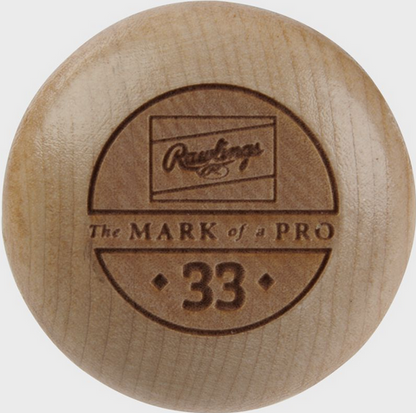 Rawlings
The MARK of a PRO
33